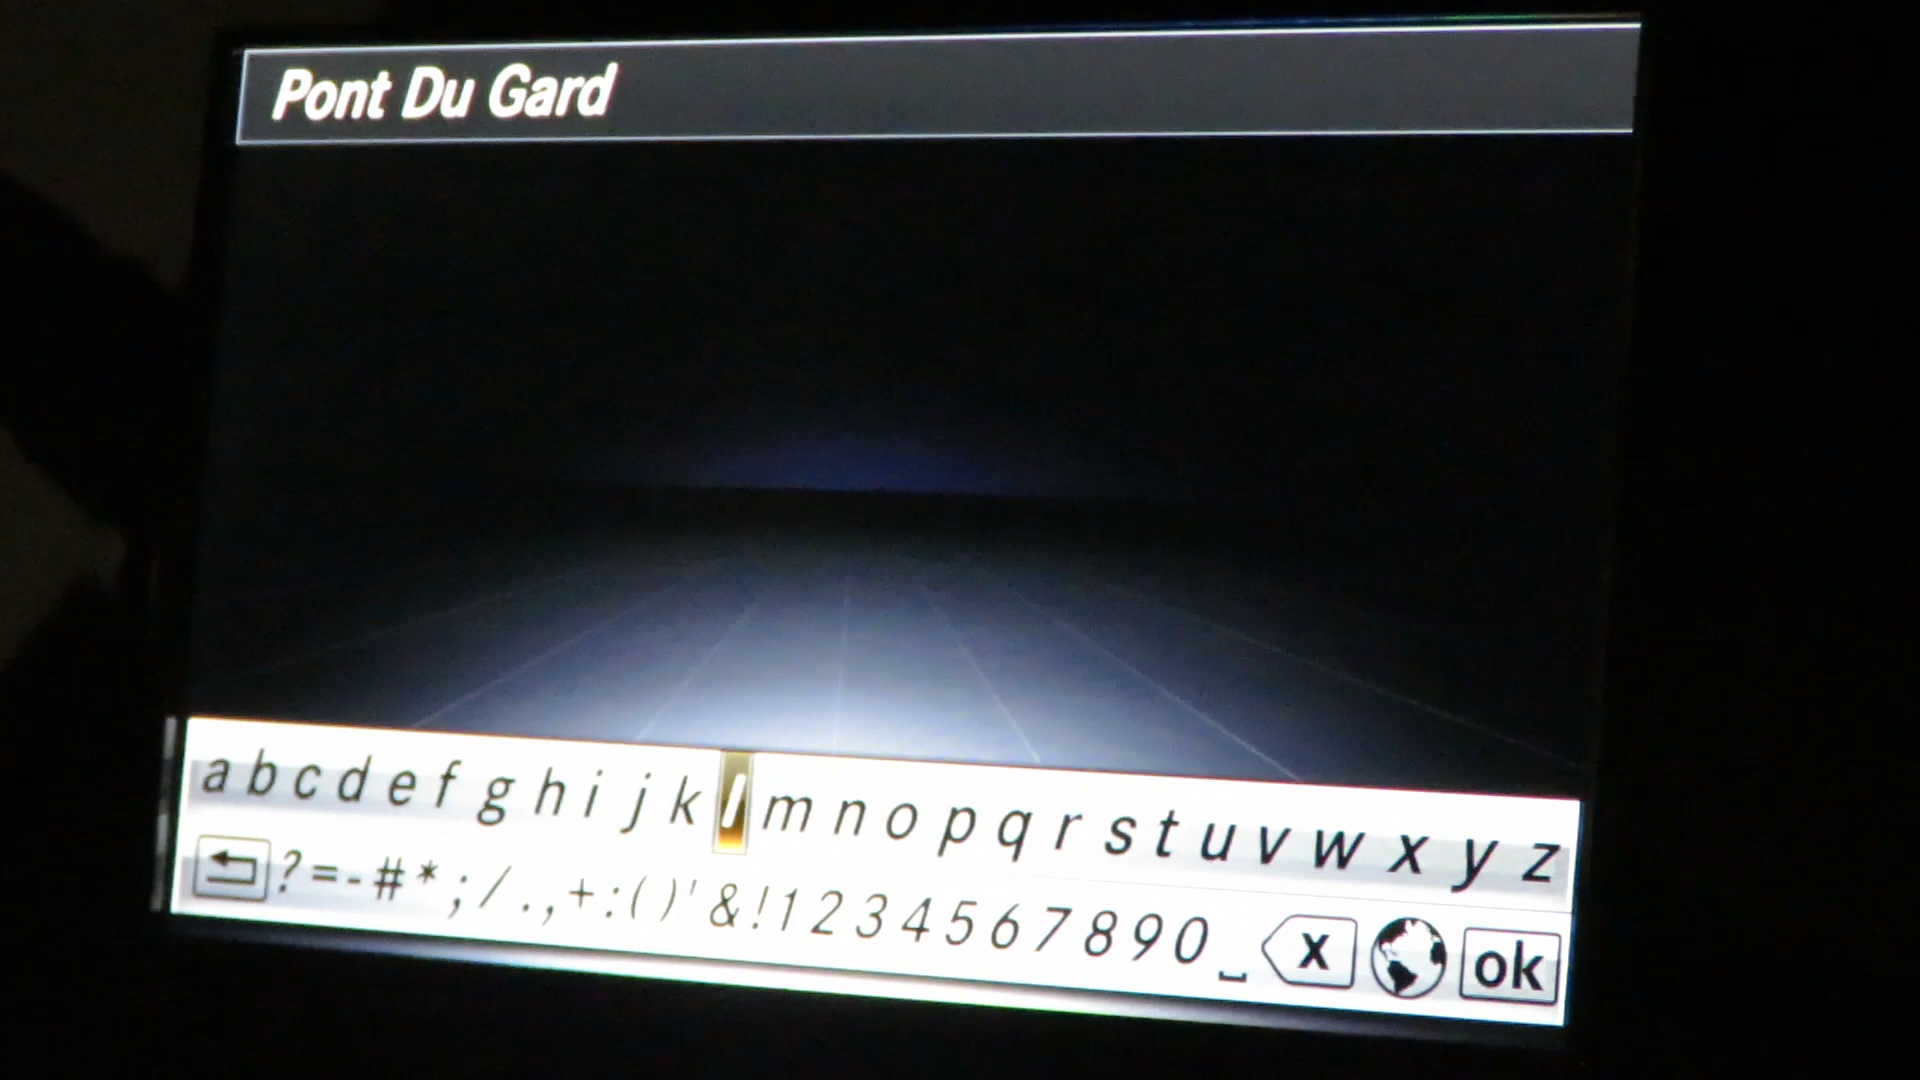 Pont Du Gard
a b c d e f g h i j k l m n o p q r s t u v w x y z
? = - # * ; / . , + : ( ) ' & ! 1 2 3 4 5 6 7 8 9 0 ␣ X ok